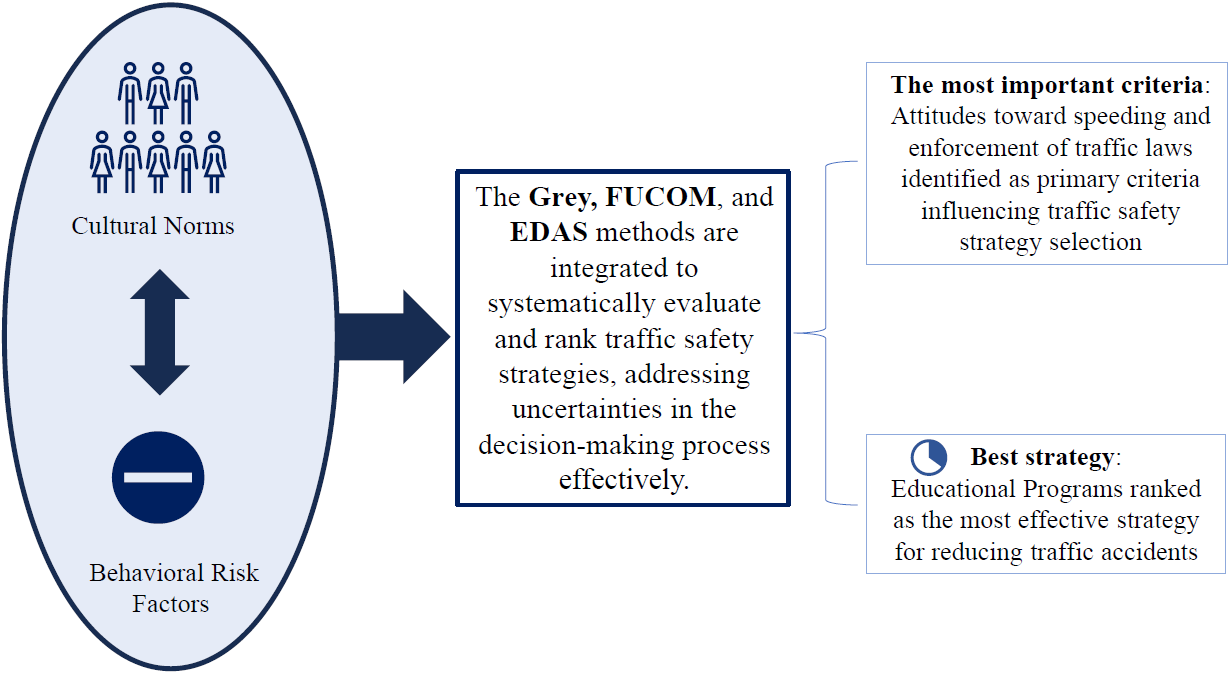 Cultural Norms
Behavioral Risk
Factors
The Grey, FUCOM, and
EDAS methods are
integrated to
systematically evaluate
and rank traffic safety
strategies, addressing
uncertainties in the
decision-making process
effectively.
The most important criteria:
Attitudes toward speeding and
enforcement of traffic laws
identified as primary criteria
influencing traffic safety
strategy selection
Best strategy:
Educational Programs ranked
as the most effective strategy
for reducing traffic accidents